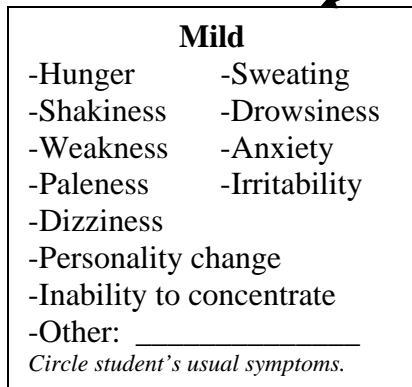 Mild
-Hunger -Sweating
-Shakiness -Drowsiness
-Weakness -Anxiety
-Paleness -Irritability
-Dizziness
-Personality change
-Inability to concentrate
-Other: ______________
Circle student’s usual symptoms.